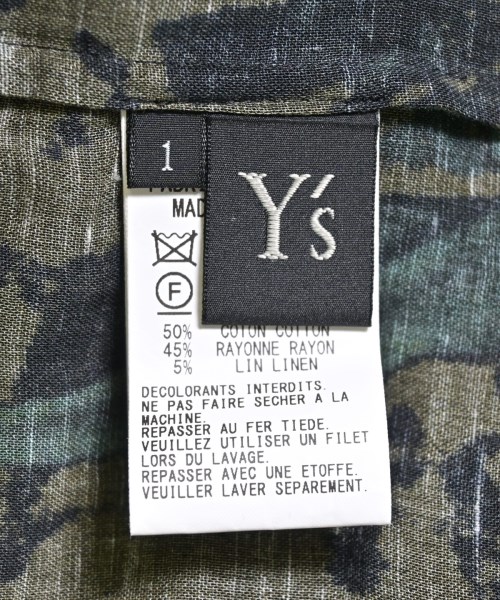 1
Y's
MAD
F
50% COTON COTTON
45% RAYONNE RAYON
5% LIN LINEN
DECOLORANTS INTERDITS.
NE PAS FAIRE SECHER A LA
MACHINE.
REPASSER AU FER TIEDE.
VEUILLEZ UTILISER UN FILET
LORS DU LAVAGE.
REPASSER AVEC UNE ETOFFE.
VEUILLER LAVER SEPAREMENT.